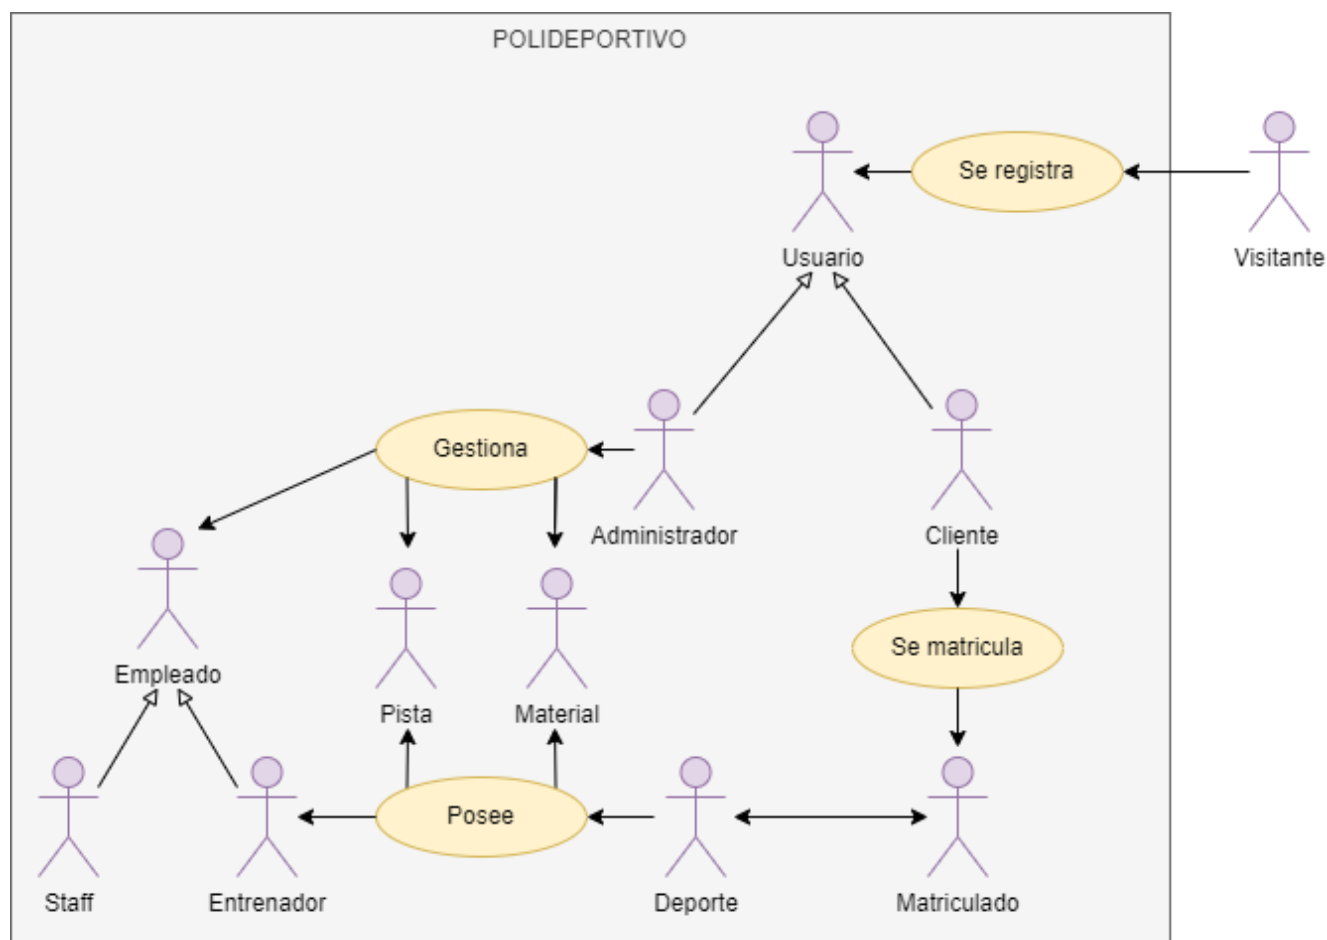 POLIDEPORTIVO
Se registra
Usuario
Visitante
Gestiona
Administrador
Cliente
Se matricula
Empleado
Pista
Material
Posee
Staff
Entrenador
Deporte
Matriculado